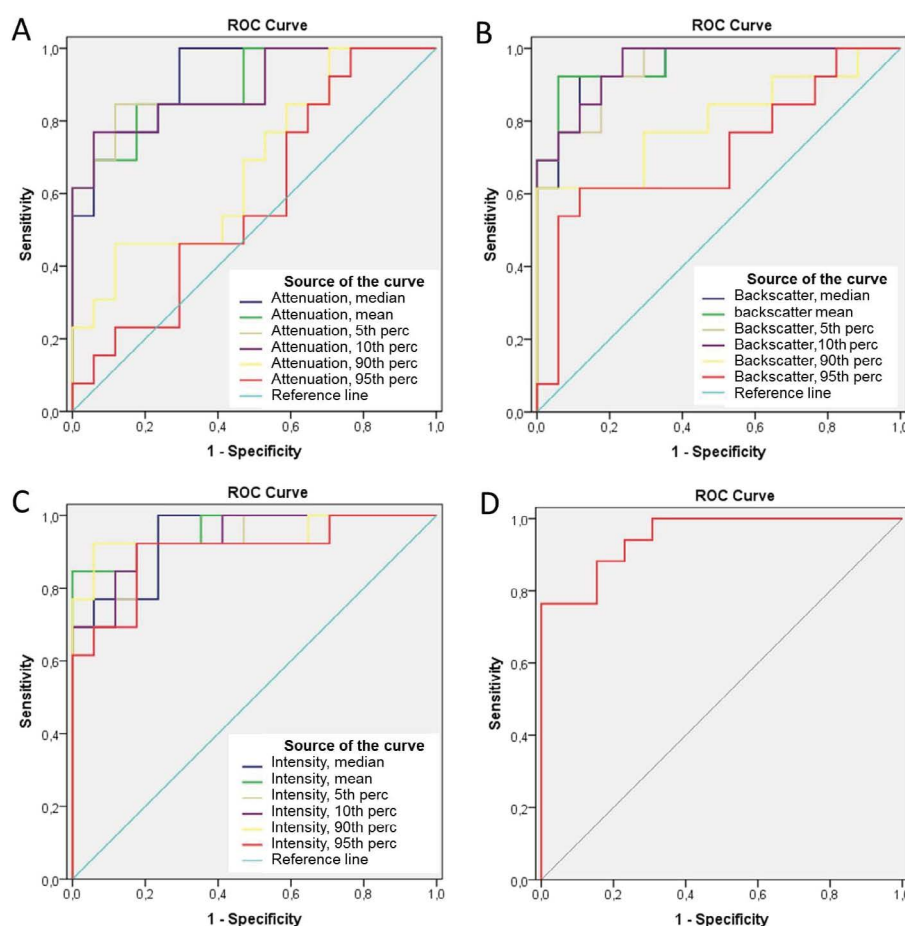 A
ROC Curve
1,0
0,8
0,6
0,4
0,2
0,0
Sensitivity
Source of the curve
Attenuation, median
Attenuation, mean
Attenuation, 5th perc
Attenuation, 10th perc
Attenuation, 90th perc
Attenuation, 95th perc
Reference line
0,0 0,2 0,4 0,6 0,8 1,0
1 - Specificity
B
ROC Curve
1,0
0,8
0,6
0,4
0,2
0,0
Sensitivity
Source of the curve
Backscatter, median
backscatter mean
Backscatter, 5th perc
Backscatter, 10th perc
Backscatter, 90th perc
Backscatter, 95th perc
Reference line
0,0 0,2 0,4 0,6 0,8 1,0
1 - Specificity
C
ROC Curve
1,0
0,8
0,6
0,4
0,2
0,0
Sensitivity
Source of the curve
Intensity, median
Intensity, mean
Intensity, 5th perc
Intensity, 10th perc
Intensity, 90th perc
Intensity, 95th perc
Reference line
0,0 0,2 0,4 0,6 0,8 1,0
1 - Specificity
D
ROC Curve
1,0
0,8
0,6
0,4
0,2
0,0
Sensitivity
0,0 0,2 0,4 0,6 0,8 1,0
1 - Specificity